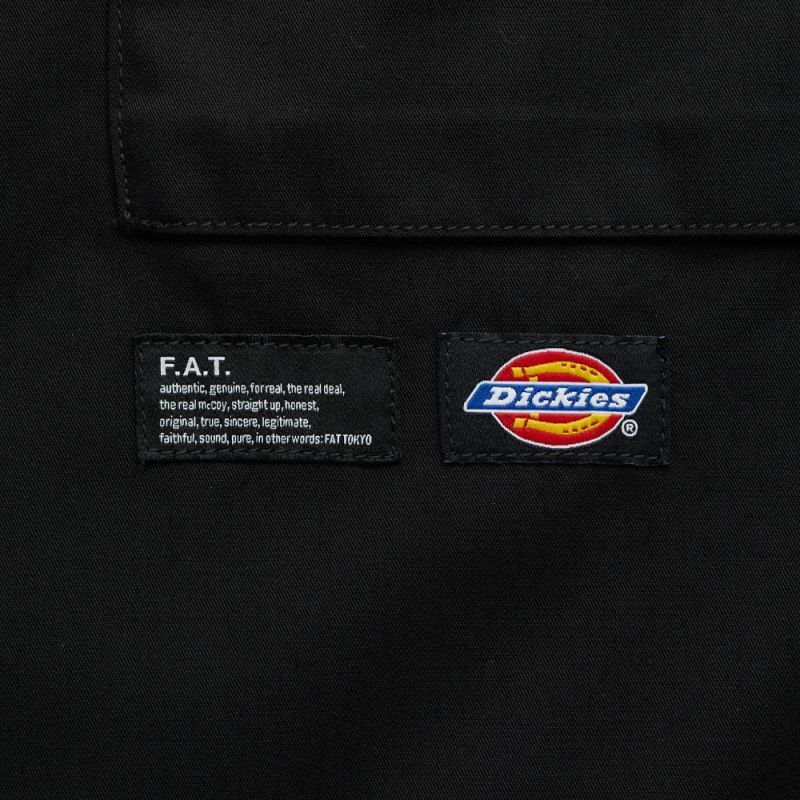 F.A.T.
authentic, genuine, for real, the real deal,
the real mccoy, straight up, honest,
original, true, sincere, legitimate,
faithful, sound, pure, in other words: FAT TOKYO
Dickies
®